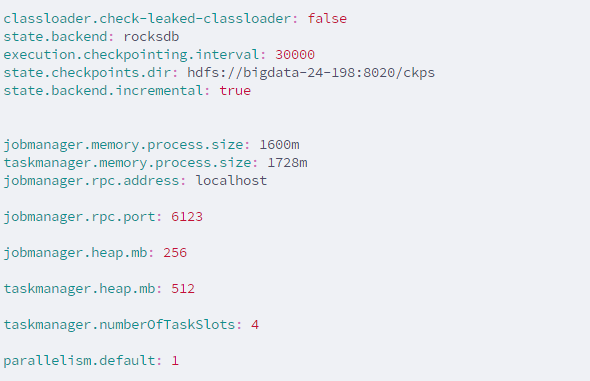 classloader.check-leaked-classloader: false
state.backend: rocksdb
execution.checkpointing.interval: 30000
state.checkpoints.dir: hdfs://bigdata-24-198:8020/ckps
state.backend.incremental: true
jobmanager.memory.process.size: 1600m
taskmanager.memory.process.size: 1728m
jobmanager.rpc.address: localhost
jobmanager.rpc.port: 6123
jobmanager.heap.mb: 256
taskmanager.heap.mb: 512
taskmanager.numberOfTaskSlots: 4
parallelism.default: 1